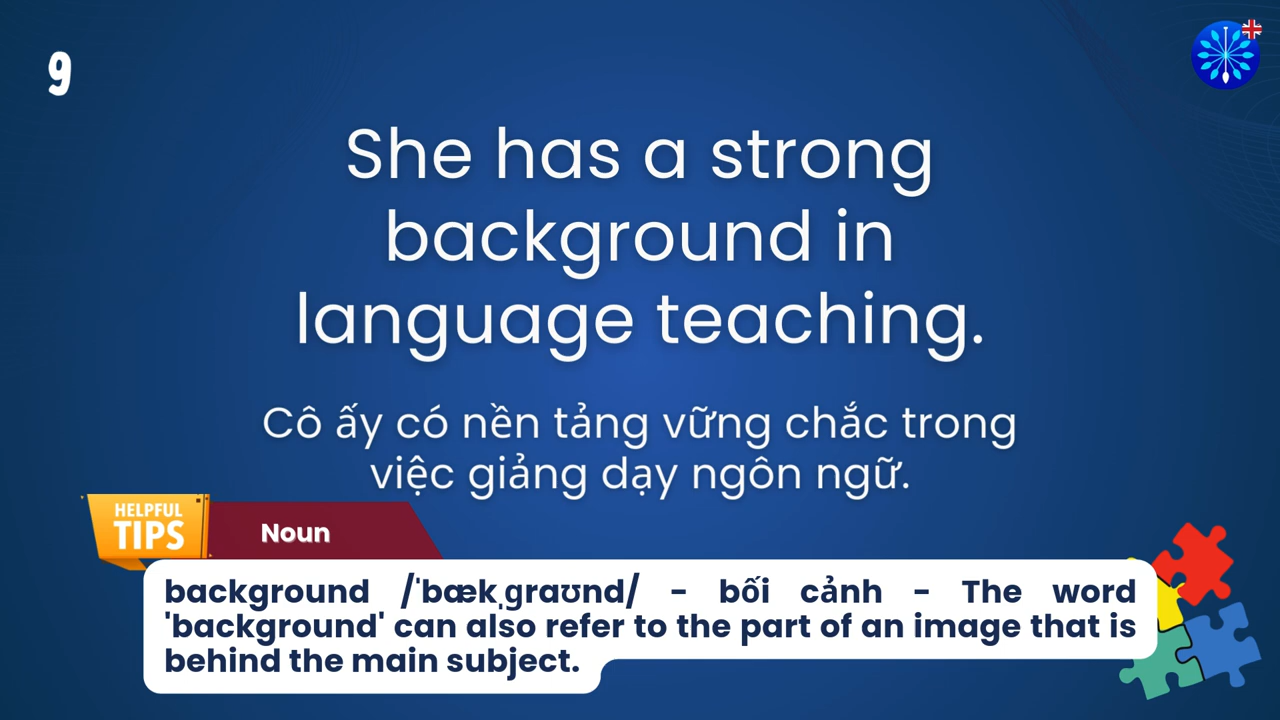 9
She has a strong
background in
language teaching.
Cô ấy có nền tảng vững chắc trong
việc giảng dạy ngôn ngữ.
HELPFUL
TIPS
Noun
background /ˈbækˌɡraʊnd/ - bối cảnh - The word
'background' can also refer to the part of an image that is
behind the main subject.